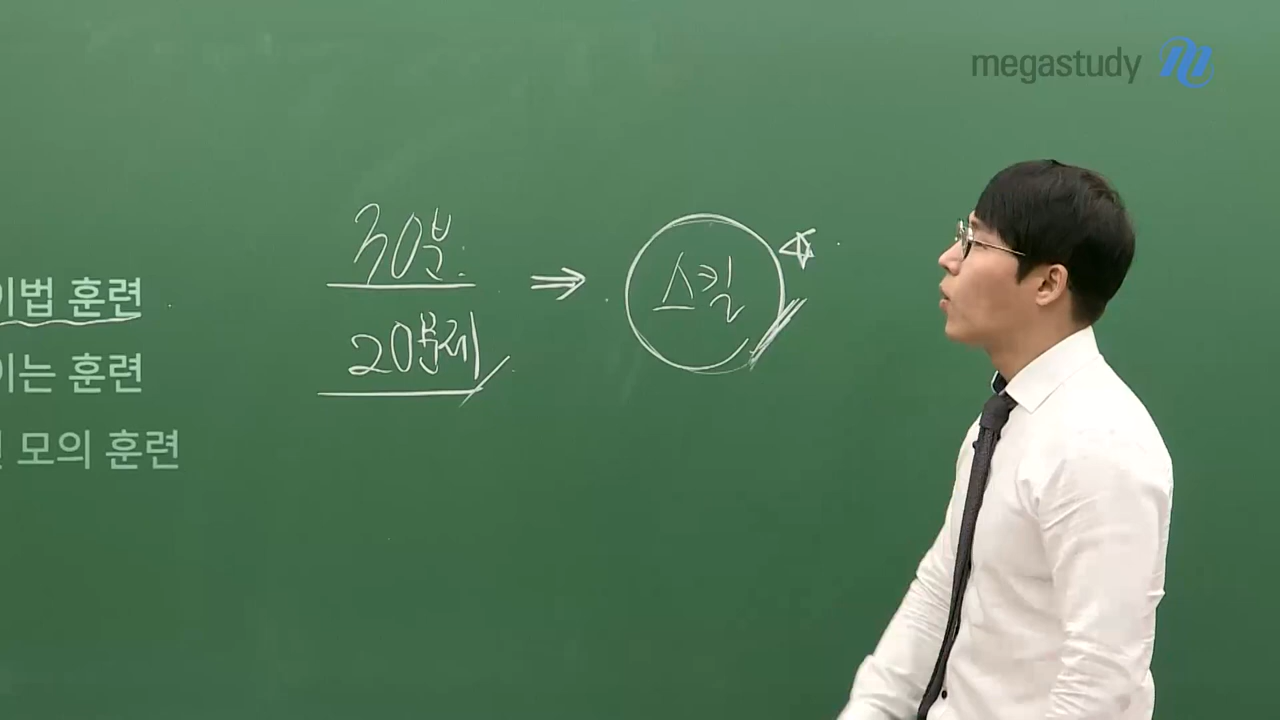 megastudy
이법 훈련
이는 훈련
모의 훈련
30분
20문제
⇒
스킬